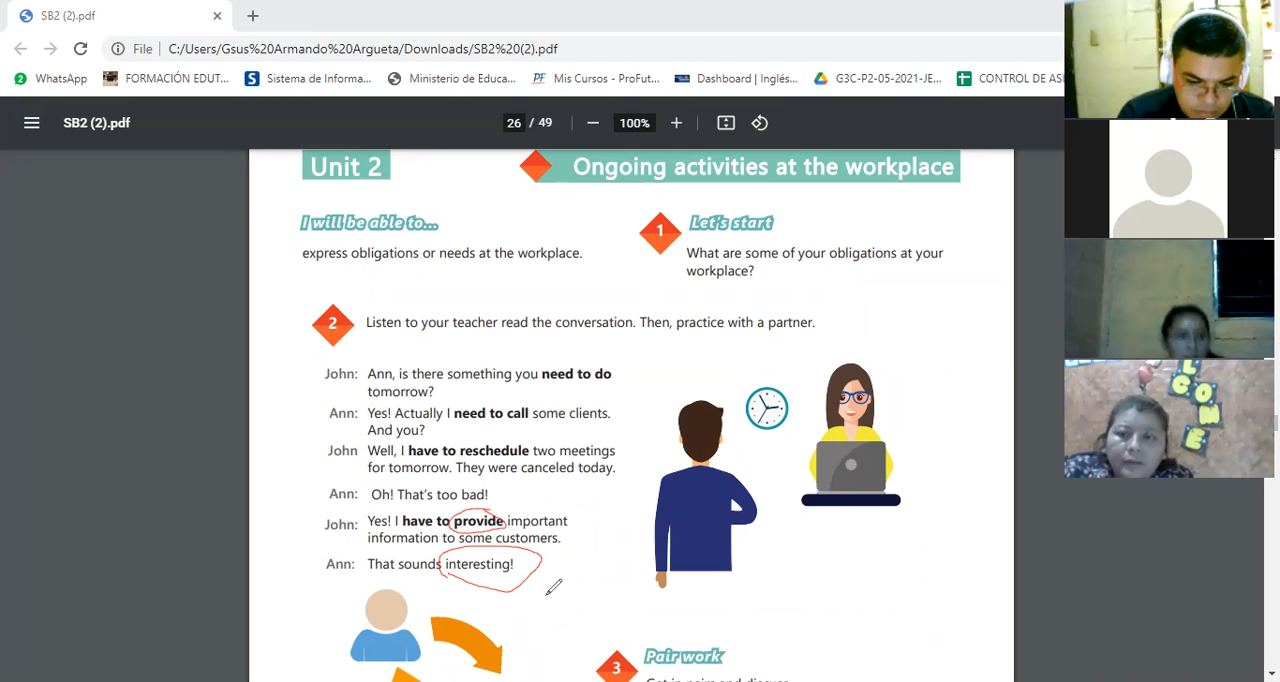 SB2 (2).pdf
File
C:/Users/Gsus%20Armando%20Argueta/Downloads/SB2%20(2).pdf
WhatsApp
FORMACIÓN EDUT...
Sistema de Informa...
Ministerio de Educa...
Mis Cursos - ProFut...
Dashboard | Inglés...
G3C-P2-05-2021-JE...
CONTROL DE AS
SB2 (2).pdf
26 / 49
100%
Unit 2
Ongoing activities at the workplace
I will be able to...
express obligations or needs at the workplace.
1
Let's start
What are some of your obligations at your
workplace?
2
Listen to your teacher read the conversation. Then, practice with a partner.
John: Ann, is there something you need to do
tomorrow?
Ann: Yes! Actually I need to call some clients.
And you?
John Well, I have to reschedule two meetings
for tomorrow. They were canceled today.
Ann: Oh! That's too bad!
John: Yes! I have to provide important
information to some customers.
Ann: That sounds interesting!
3
Pair work